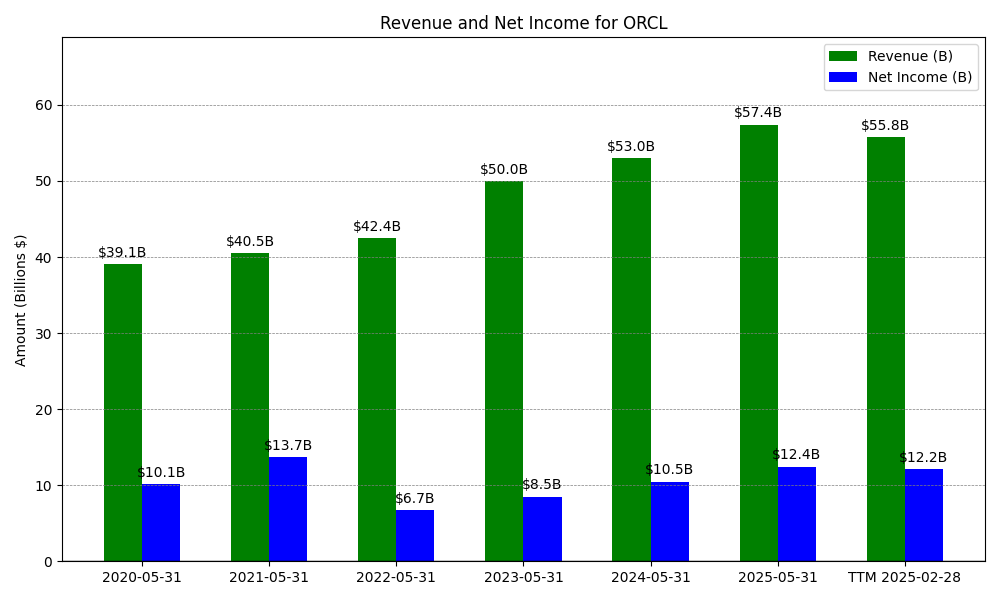 Revenue and Net Income for ORCL
Revenue (B)
Net Income (B)
Amount (Billions $)
60
50
40
30
20
10
0
$39.1B
$40.5B
$42.4B
$50.0B
$53.0B
$57.4B
$55.8B
$10.1B
$13.7B
$6.7B
$8.5B
$10.5B
$12.4B
$12.2B
2020-05-31
2021-05-31
2022-05-31
2023-05-31
2024-05-31
2025-05-31
TTM 2025-02-28